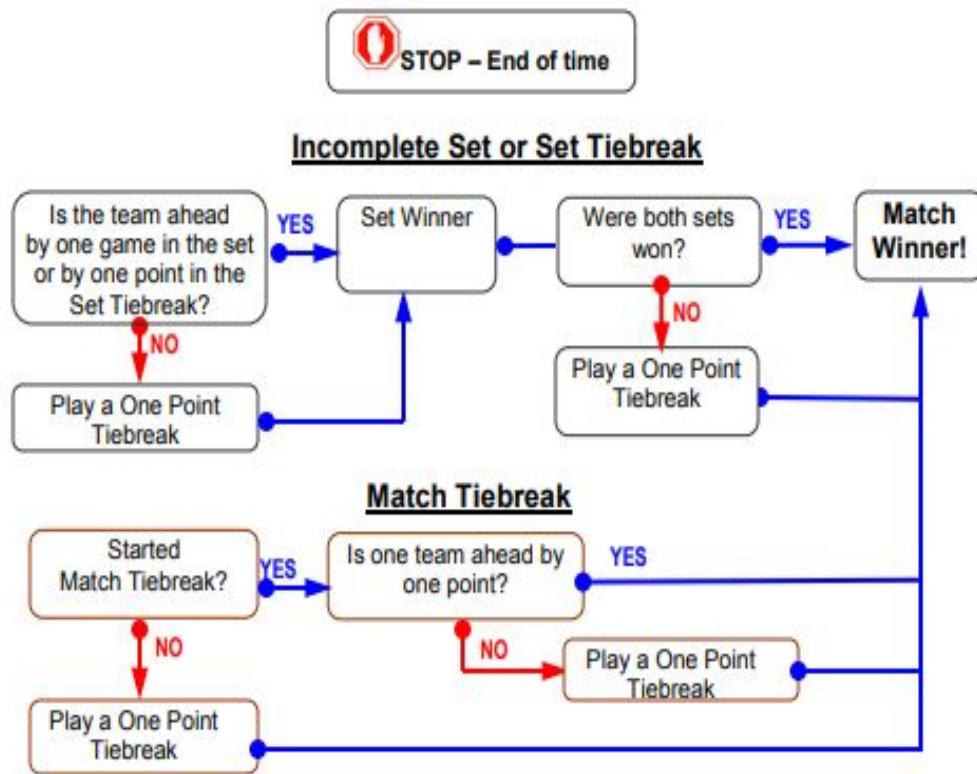 STOP – End of time
Incomplete Set or Set Tiebreak
Is the team ahead
by one game in the set
or by one point in the
Set Tiebreak?
YES
Set Winner
Were both sets
won?
YES
Match
Winner!
NO
Play a One Point
Tiebreak
NO
Play a One Point
Tiebreak
Match Tiebreak
Started
Match Tiebreak?
YES
Is one team ahead by
one point?
YES
NO
Play a One Point
Tiebreak
NO
Play a One Point
Tiebreak